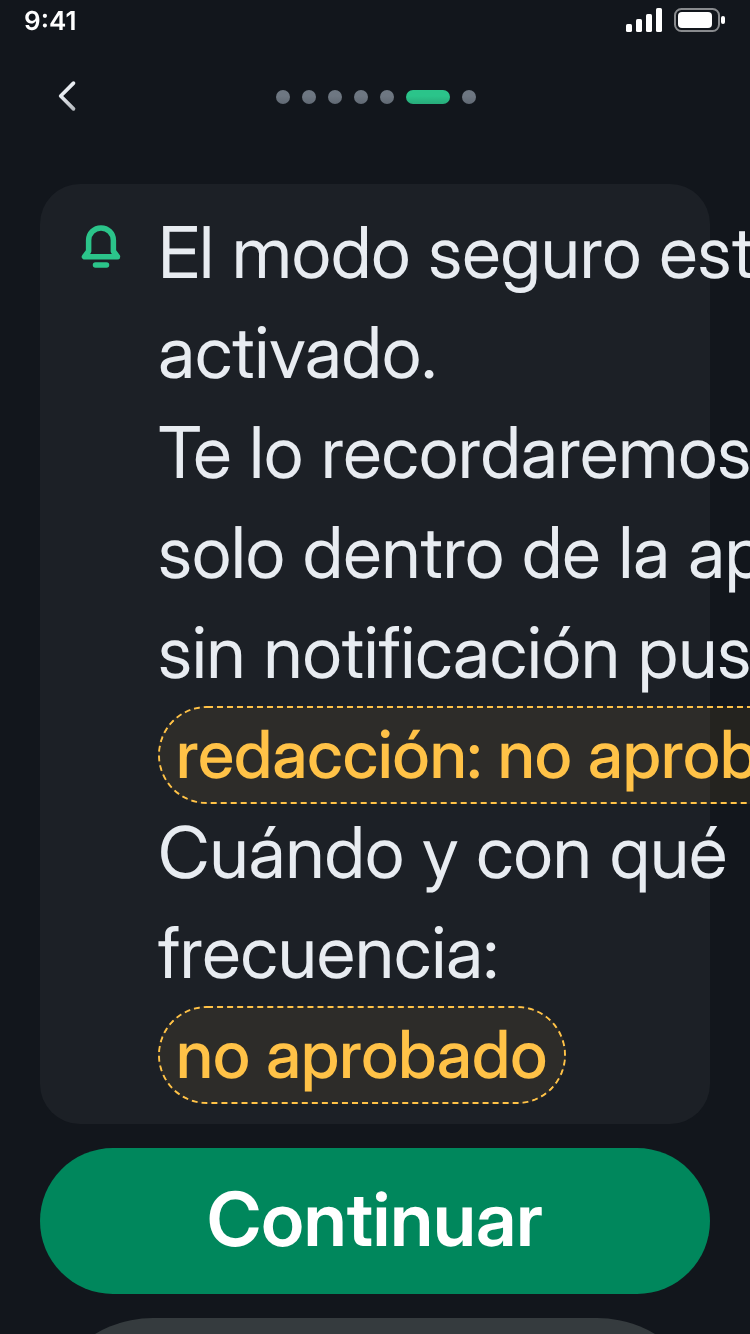 9:41
El modo seguro est
activado.
Te lo recordaremos
solo dentro de la ap
sin notificación pus
redacción: no aprob
Cuándo y con qué
frecuencia:
no aprobado
Continuar